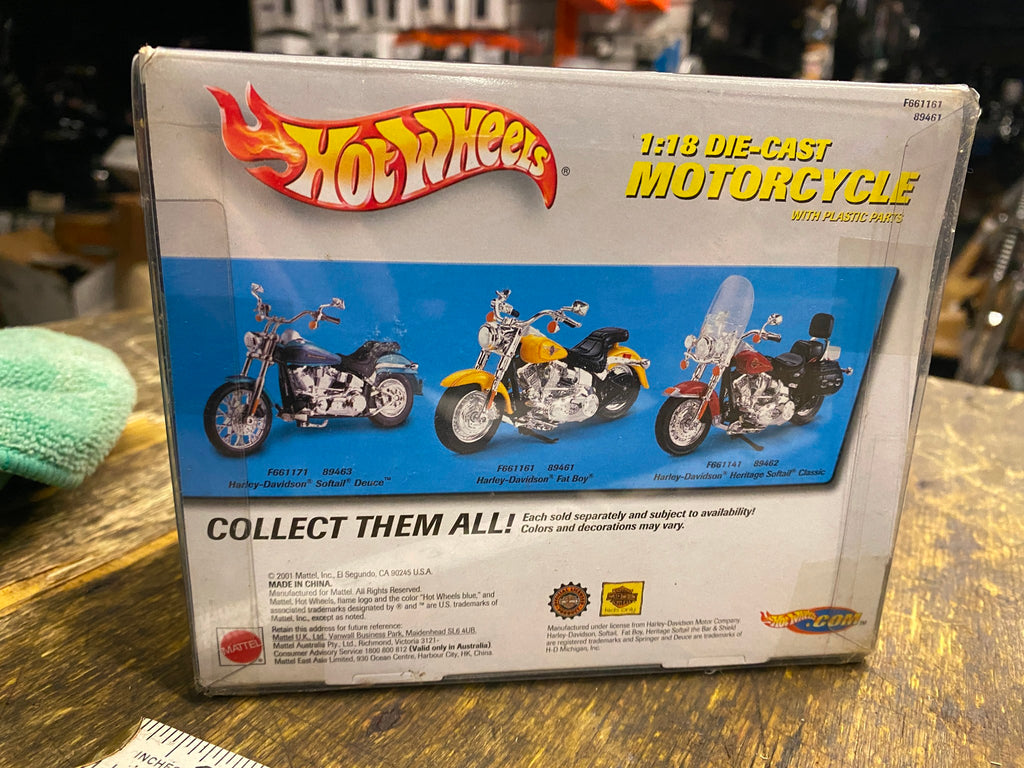 F661161
89461
HOT WHEELS ®
1:18 DIE-CAST
MOTORCYCLE
WITH PLASTIC PARTS
F661171 89463
Harley-Davidson® Softail® Deuce™
F661161 89461
Harley-Davidson® Fat Boy®
F661141 89462
Harley-Davidson® Heritage Softail® Classic
COLLECT THEM ALL!
Each sold separately and subject to availability!
Colors and decorations may vary.
© 2001 Mattel, Inc., El Segundo, CA 90245 U.S.A.
MADE IN CHINA.
Manufactured for Mattel. All Rights Reserved.
Mattel, Hot Wheels, flame logo and the color "Hot Wheels blue," and
associated trademarks designated by ® and ™ are U.S. trademarks of
Mattel, Inc., except as noted.
Retain this address for future reference:
Mattel U.K. Ltd., Vanwall Business Park, Maidenhead SL6 4UB.
Mattel Australia Pty., Ltd., Richmond, Victoria 3121.-
Consumer Advisory Service 1800 800 812 (Valid only in Australia).
Mattel East Asia Limited, 930 Ocean Centre, Harbour City, HK, China.
MATTEL
Manufactured under license from Harley-Davidson Motor Company.
Harley-Davidson, Softail, Fat Boy, Heritage Softail the Bar & Shield
are registered trademarks and Springer and Deuce are trademarks of
H-D Michigan, Inc.
HOT WHEELS .COM™
INCHES